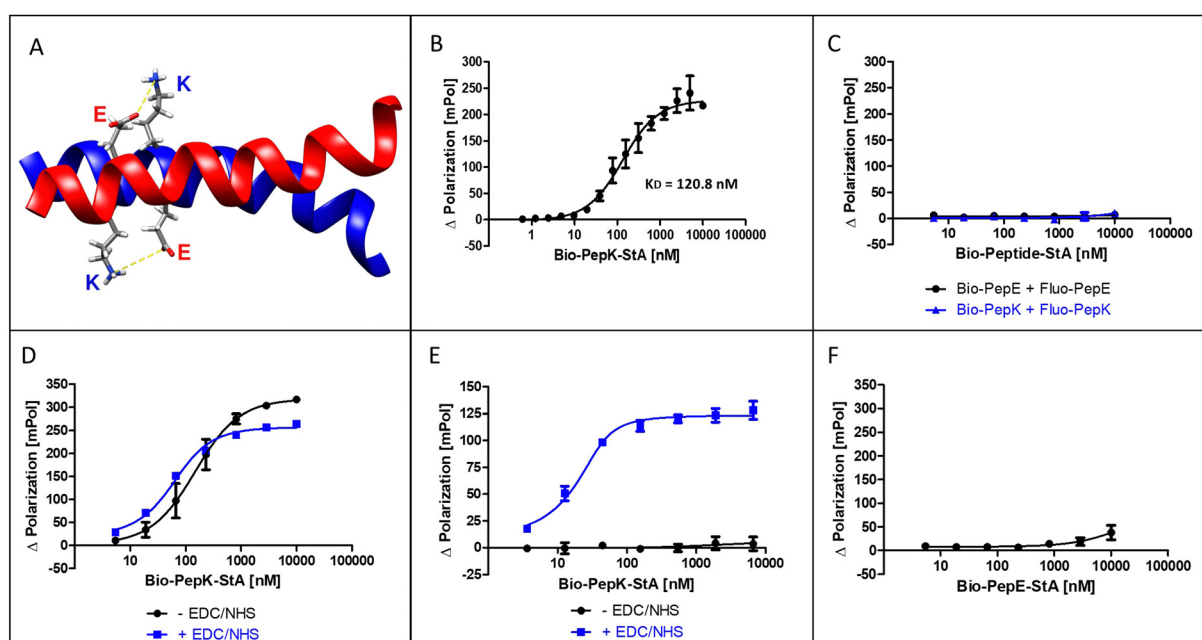 A
K
E
K
E
B
Δ Polarization [mPol]
300
250
200
150
100
50
0
-50
KD = 120.8 nM
1 10 100 1000 10000 100000
Bio-PepK-StA [nM]
C
Δ Polarization [mPol]
300
250
200
150
100
50
0
-50
10 100 1000 10000 100000
Bio-Peptide-StA [nM]
Bio-PepE + Fluo-PepE
Bio-PepK + Fluo-PepK
D
Δ Polarization [mPol]
350
300
250
200
150
100
50
0
-50
10 100 1000 10000 100000
Bio-PepK-StA [nM]
- EDC/NHS
+ EDC/NHS
E
Δ Polarization [mPol]
150
125
100
75
50
25
0
-25
10 100 1000 10000
Bio-PepK-StA [nM]
- EDC/NHS
+ EDC/NHS
F
Δ Polarization [mPol]
350
300
250
200
150
100
50
0
-50
10 100 1000 10000 100000
Bio-PepE-StA [nM]